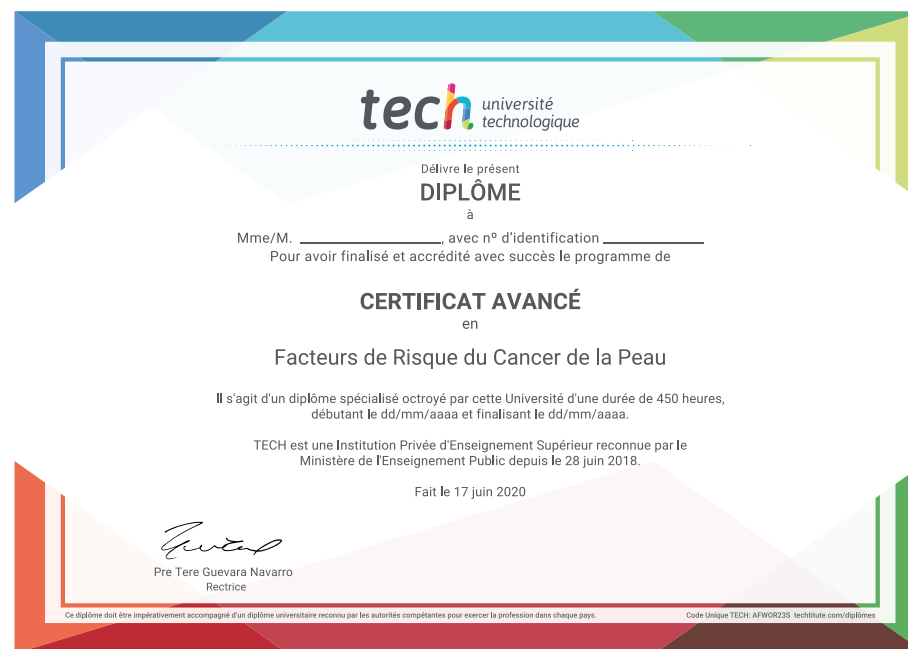 tech université
technologique
Délivre le présent
DIPLÔME
à
Mme/M. ____________________, avec nº d'identification ______________
Pour avoir finalisé et accrédité avec succès le programme de
CERTIFICAT AVANCÉ
en
Facteurs de Risque du Cancer de la Peau
Il s'agit d'un diplôme spécialisé octroyé par cette Université d'une durée de 450 heures,
débutant le dd/mm/aaaa et finalisant le dd/mm/aaaa.
TECH est une Institution Privée d'Enseignement Supérieur reconnue par le
Ministère de l'Enseignement Public depuis le 28 juin 2018.
Fait le 17 juin 2020
Pre Tere Guevara Navarro
Rectrice
Ce diplôme doit être impérativement accompagné d'un diplôme universitaire reconnu par les autorités compétentes pour exercer la profession dans chaque pays.
Code Unique TECH: AFWOR23S techtitute.com/diplômes